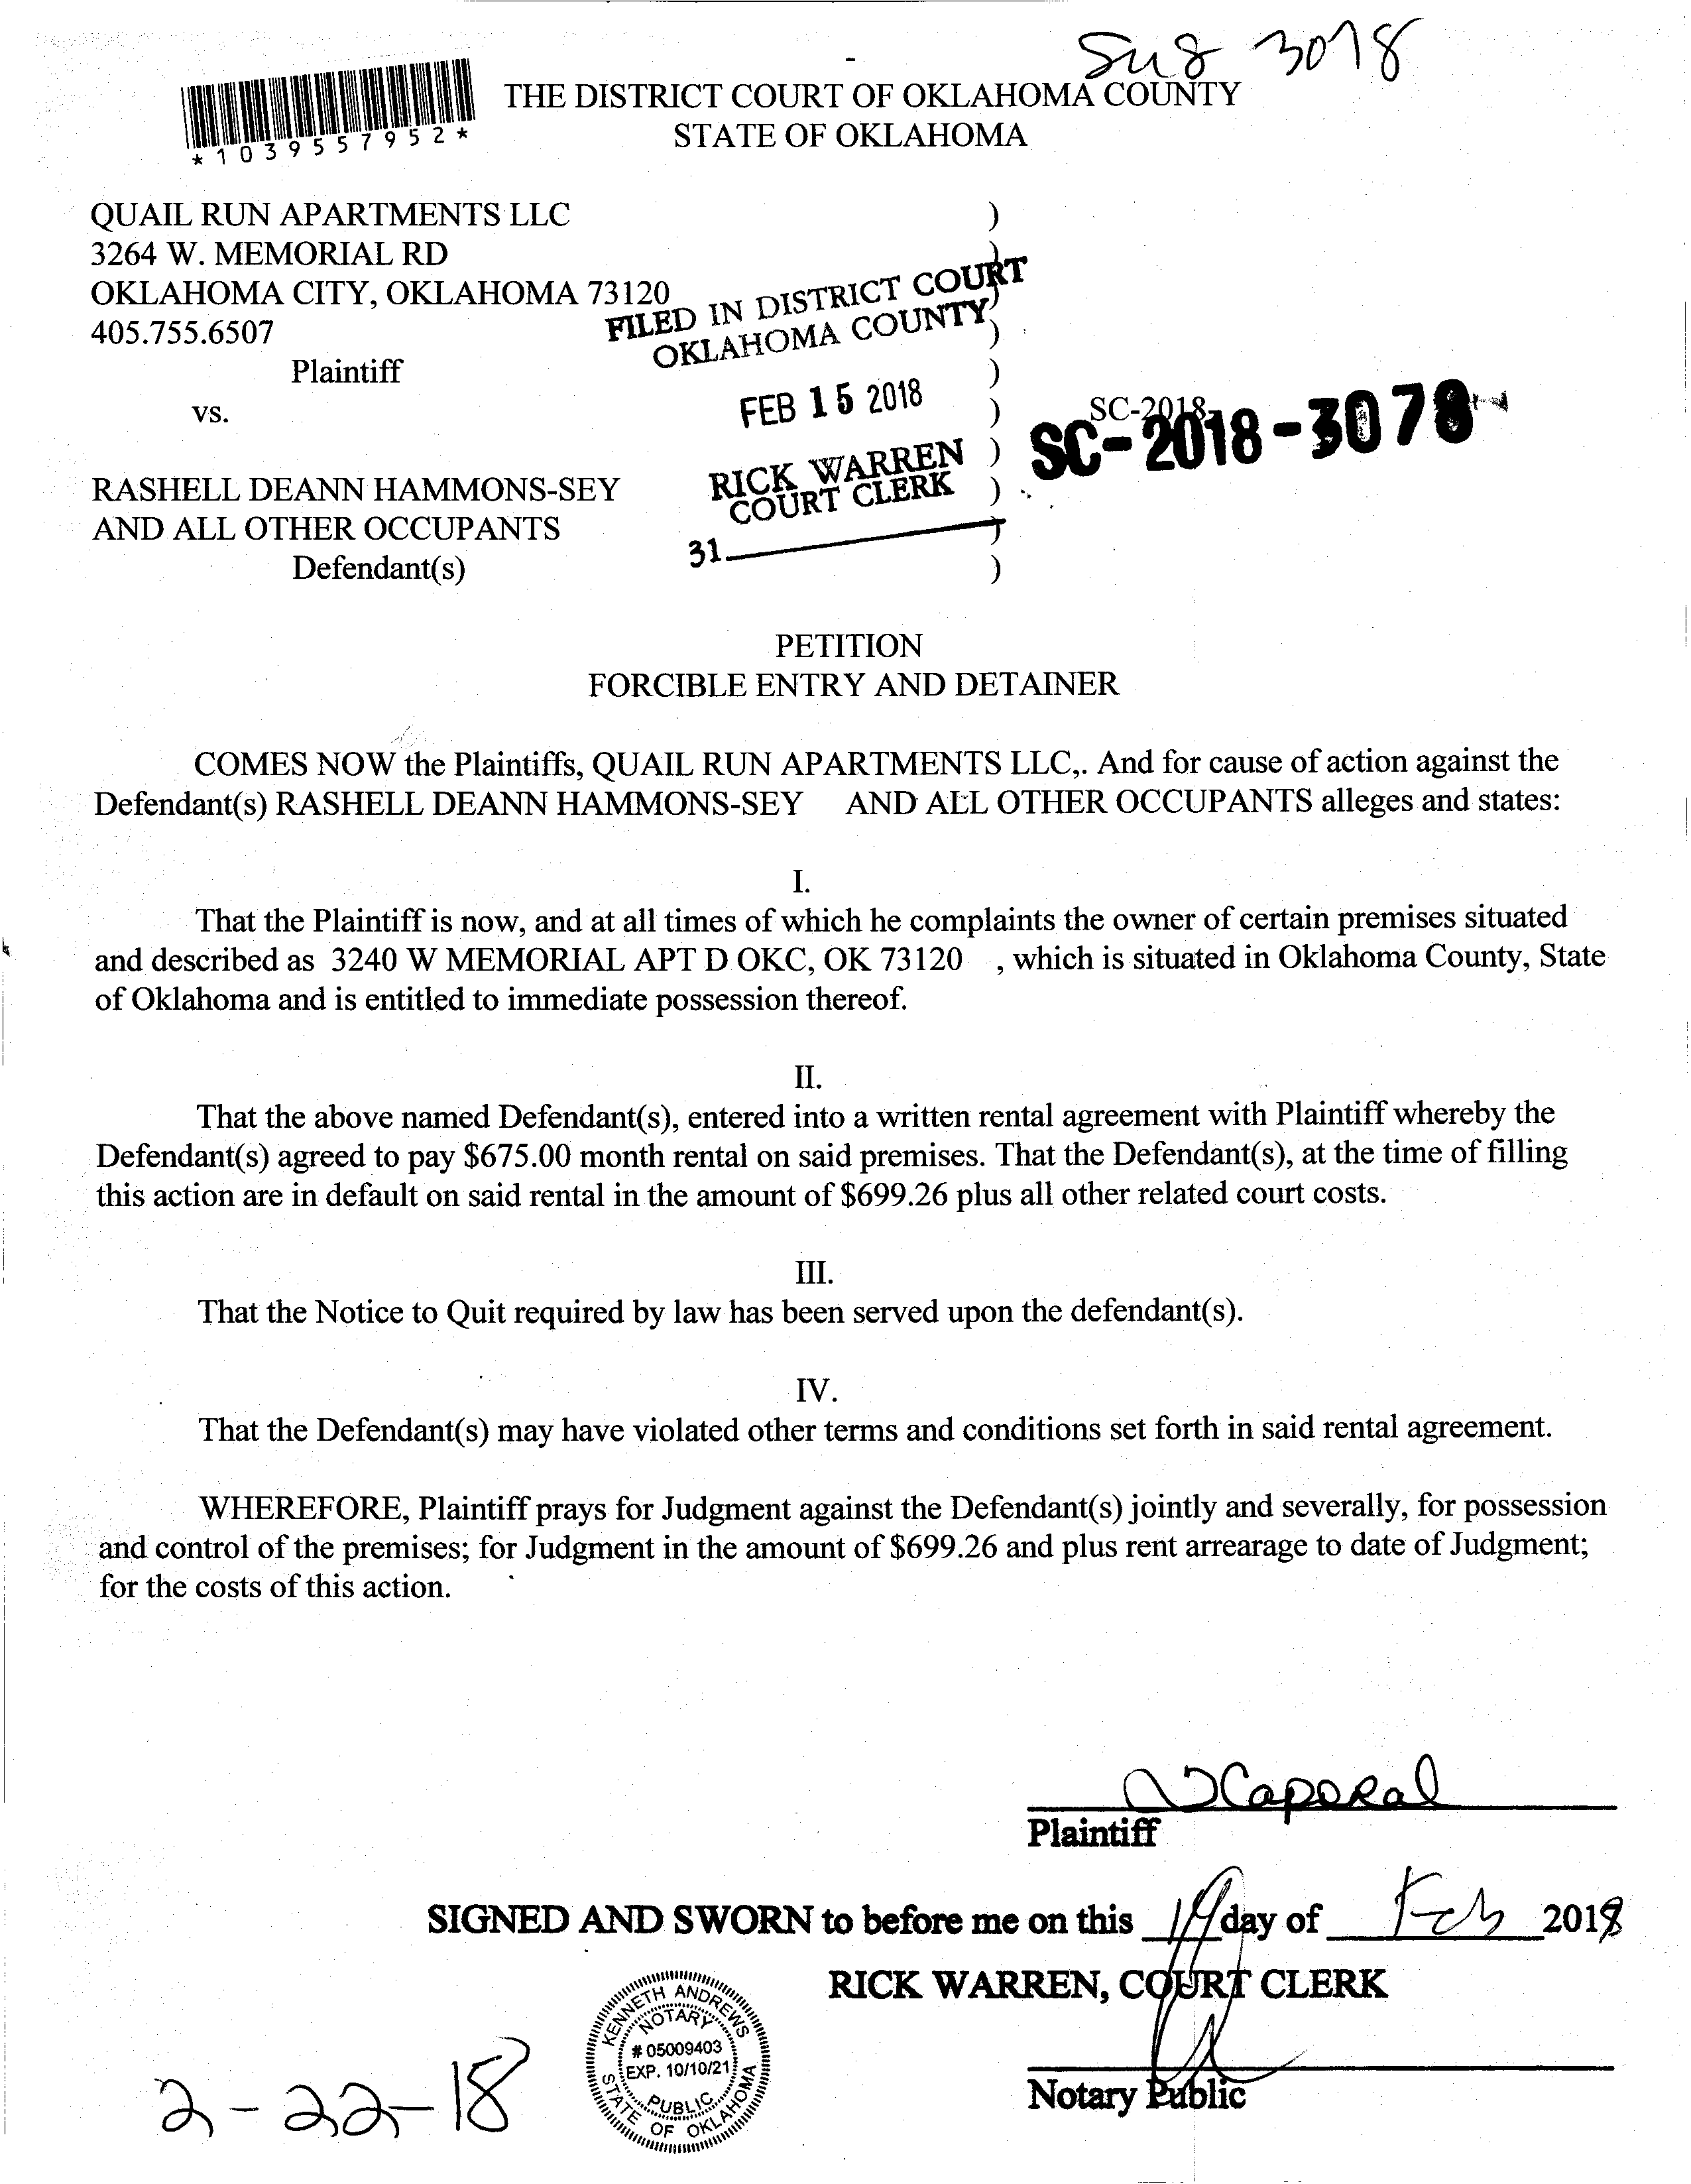 3078
*1039557952*
THE DISTRICT COURT OF OKLAHOMA COUNTY
STATE OF OKLAHOMA
QUAIL RUN APARTMENTS LLC )
3264 W. MEMORIAL RD )
OKLAHOMA CITY, OKLAHOMA 73120 )
405.755.6507 )
Plaintiff )
vs. )
FILED IN DISTRICT COURT
OKLAHOMA COUNTY
FEB 15 2018
RICK WARREN
COURT CLERK
31
SC-2018-
SC-2018-3078
RASHELL DEANN HAMMONS-SEY )
AND ALL OTHER OCCUPANTS )
Defendant(s) )
PETITION
FORCIBLE ENTRY AND DETAINER
COMES NOW the Plaintiffs, QUAIL RUN APARTMENTS LLC,. And for cause of action against the
Defendant(s) RASHELL DEANN HAMMONS-SEY AND ALL OTHER OCCUPANTS alleges and states:
I.
That the Plaintiff is now, and at all times of which he complaints the owner of certain premises situated
and described as 3240 W MEMORIAL APT D OKC, OK 73120 , which is situated in Oklahoma County, State
of Oklahoma and is entitled to immediate possession thereof.
II.
That the above named Defendant(s), entered into a written rental agreement with Plaintiff whereby the
Defendant(s) agreed to pay $675.00 month rental on said premises. That the Defendant(s), at the time of filling
this action are in default on said rental in the amount of $699.26 plus all other related court costs.
III.
That the Notice to Quit required by law has been served upon the defendant(s).
IV.
That the Defendant(s) may have violated other terms and conditions set forth in said rental agreement.
WHEREFORE, Plaintiff prays for Judgment against the Defendant(s) jointly and severally, for possession
and control of the premises; for Judgment in the amount of $699.26 and plus rent arrearage to date of Judgment;
for the costs of this action.
Caporal
Plaintiff
SIGNED AND SWORN to before me on this 14 day of Feb 2018
RICK WARREN, COURT CLERK
Notary Public
KENNETH ANDREWS
NOTARY
# 05009403
EXP. 10/10/21
PUBLIC
STATE OF OKLAHOMA
2-22-18